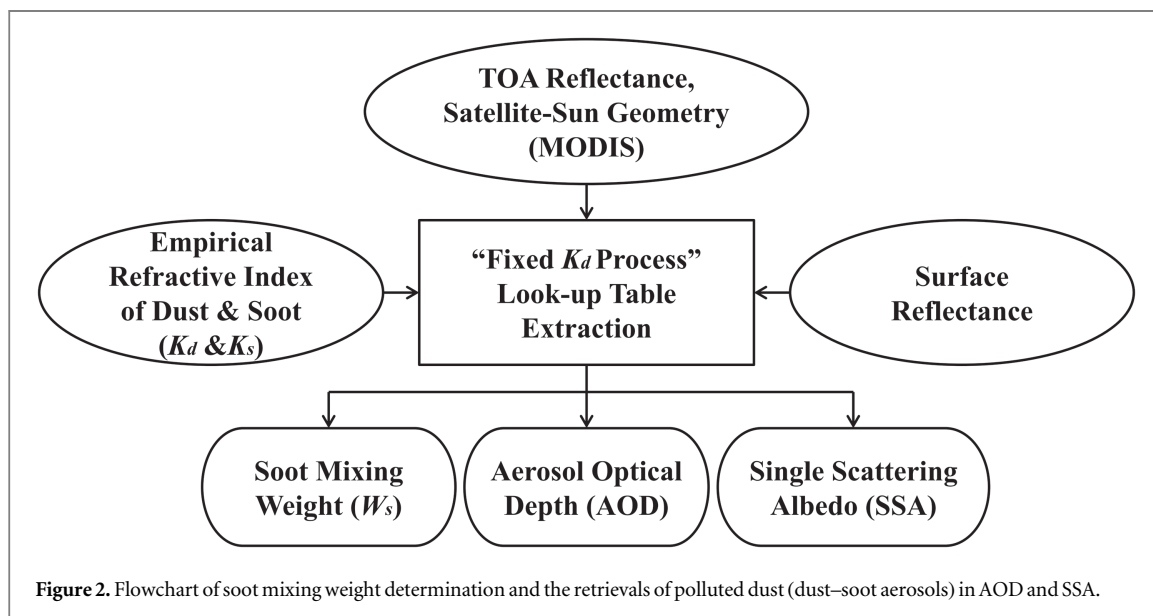 TOA Reflectance,
Satellite-Sun Geometry
(MODIS)
Empirical
Refractive Index
of Dust & Soot
(Kd &Ks)
“Fixed Kd Process”
Look-up Table
Extraction
Surface
Reflectance
Soot Mixing
Weight (Ws)
Aerosol Optical
Depth (AOD)
Single Scattering
Albedo (SSA)
Figure 2. Flowchart of soot mixing weight determination and the retrievals of polluted dust (dust–soot aerosols) in AOD and SSA.